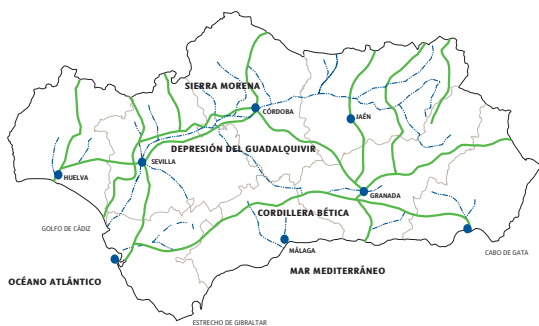 SIERRA MORENA
CÓRDOBA
JAÉN
DEPRESIÓN DEL GUADALQUIVIR
SEVILLA
HUELVA
GRANADA
CORDILLERA BÉTICA
GOLFO DE CÁDIZ
MÁLAGA
CABO DE GATA
MAR MEDITERRÁNEO
OCÉANO ATLÁNTICO
ESTRECHO DE GIBRALTAR